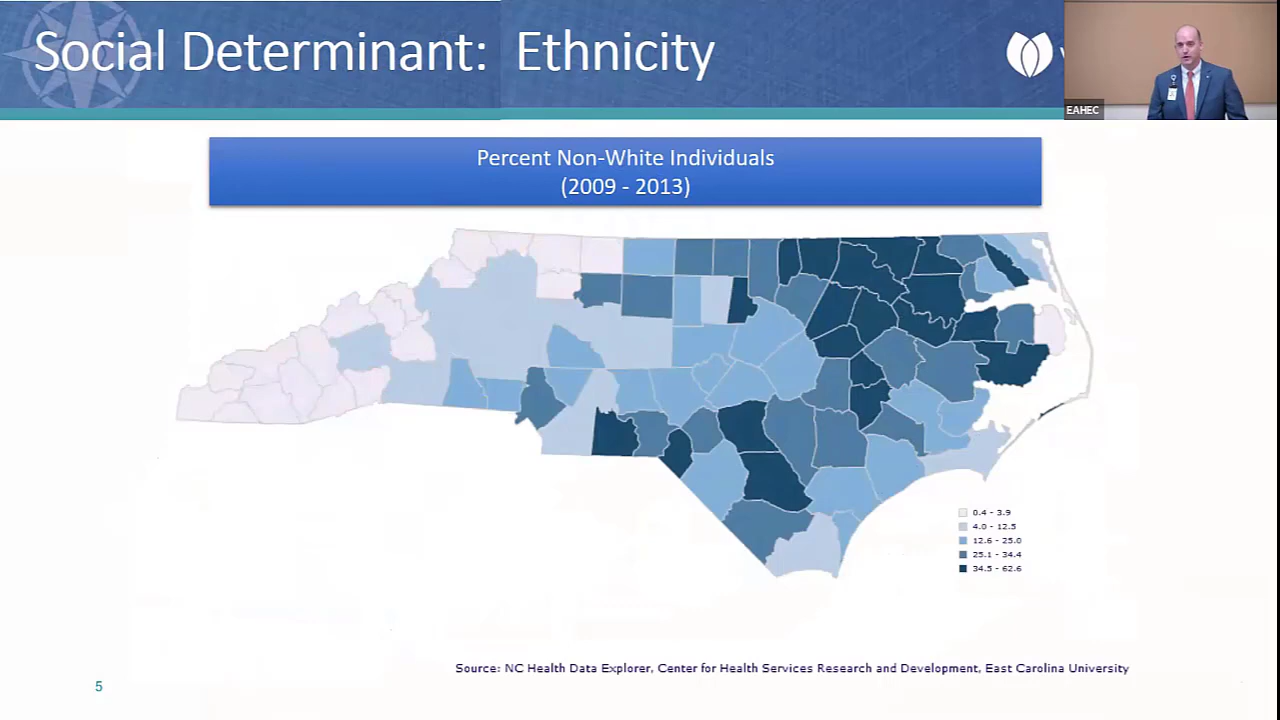 Social Determinant: Ethnicity
EAHEC
Percent Non-White Individuals
(2009 - 2013)
0.4 - 3.9
4.0 - 12.5
12.6 - 25.0
25.1 - 34.4
34.5 - 62.6
Source: NC Health Data Explorer, Center for Health Services Research and Development, East Carolina University
5